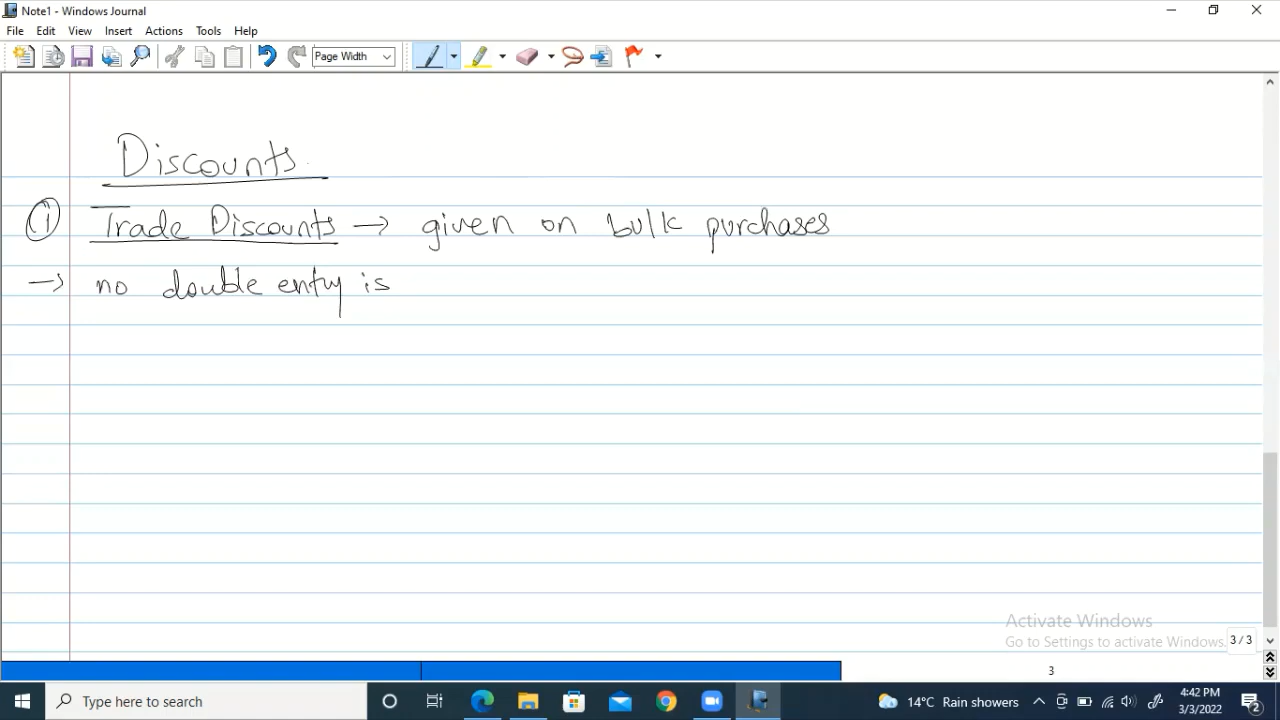 Note1 - Windows Journal
File Edit View Insert Actions Tools Help
Page Width
Discounts
1 Trade Discounts → given on bulk purchases
→ no double entry is
Activate Windows
Go to Settings to activate Windows.
3 / 3
3
Type here to search
14°C Rain showers
4:42 PM
3/3/2022
2